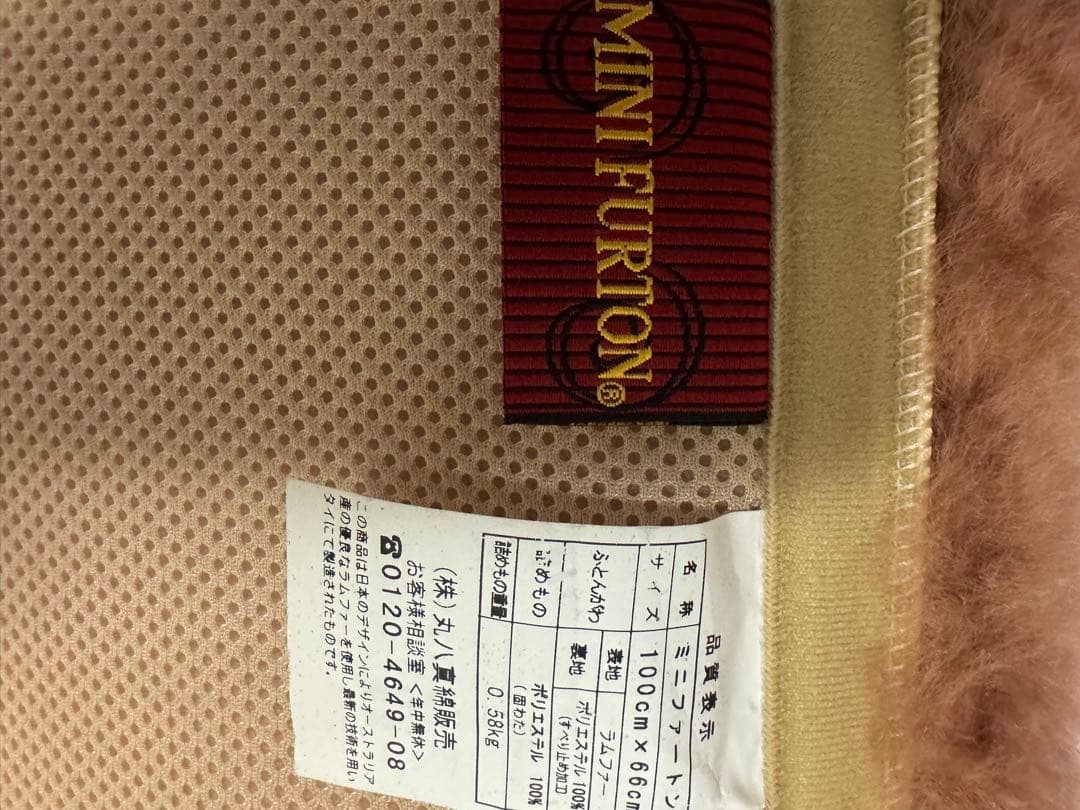 MINI FURTON®
品質表示
名称 ミニファートン
サイズ 100cm×66cm
ふとんがわ 表地 ラムファー
裏地 ポリエステル100%
(すべり止め加工)
詰めもの ポリエステル 100%
(固わた)
詰めもの重量 0.58kg
(株)丸八真綿販売
お客様相談室<年中無休>
☎0120-4649-08
この商品は日本のデザインによりオーストラリア
産の優良なラムファーを使用し最新の技術を用い
タイにて製造されたものです。